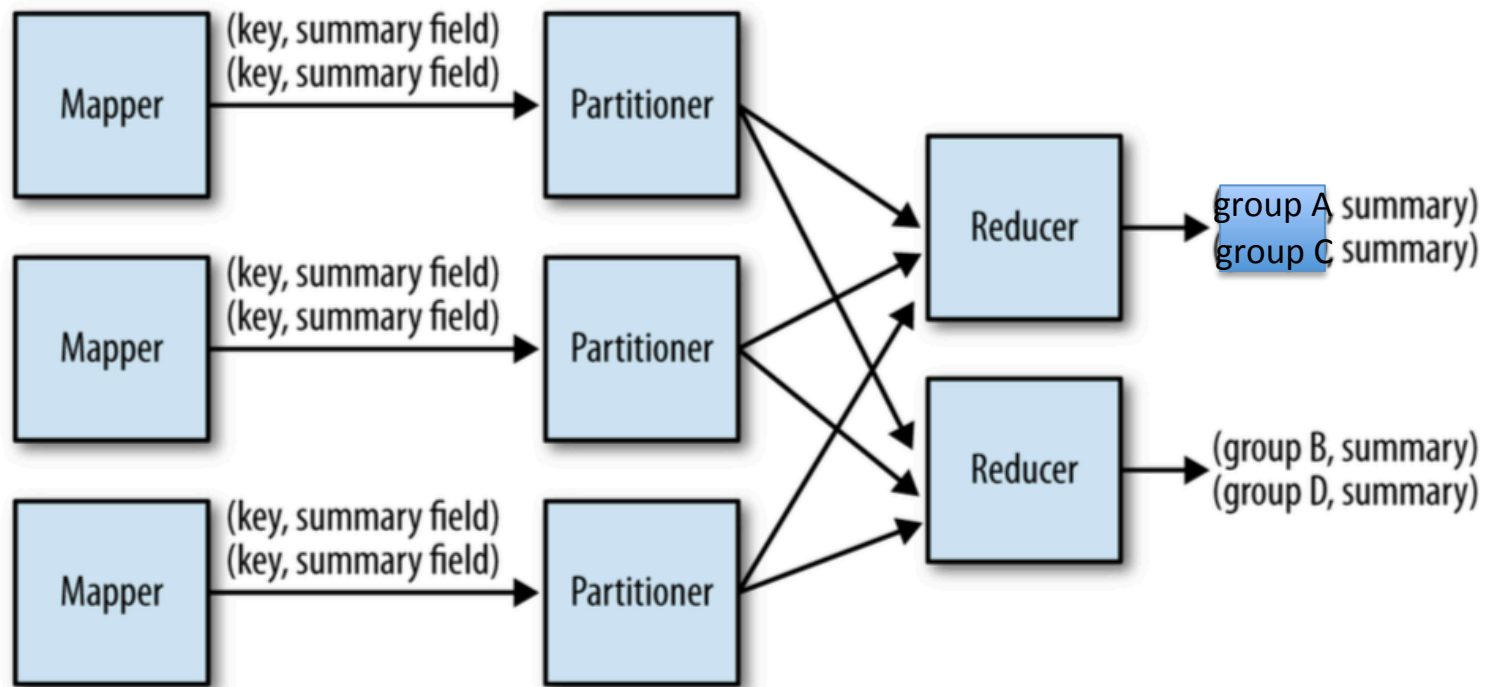 Mapper
(key, summary field)
(key, summary field)
Partitioner
Mapper
(key, summary field)
(key, summary field)
Partitioner
Mapper
(key, summary field)
(key, summary field)
Partitioner
Reducer
(group A, summary)
(group C, summary)
Reducer
(group B, summary)
(group D, summary)